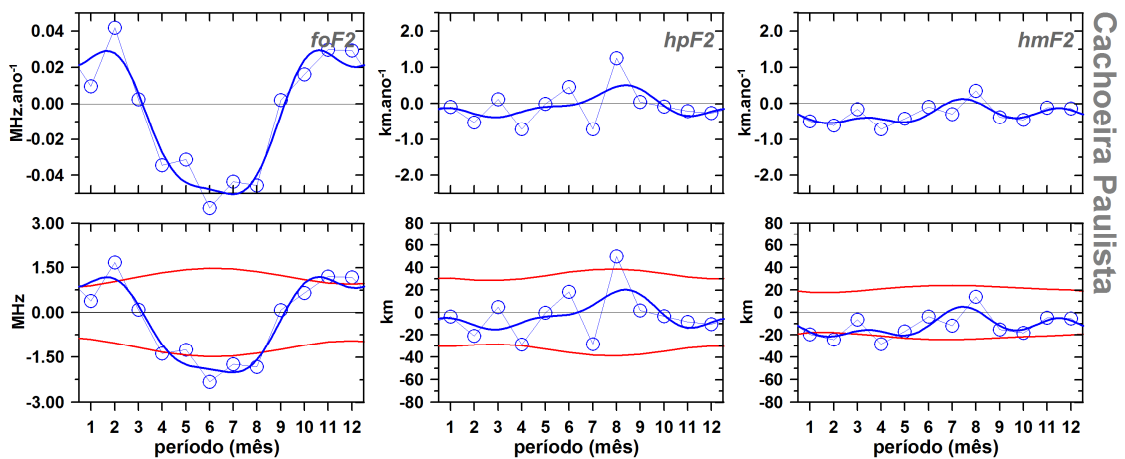 foF2
MHz.ano-1
0.04
0.02
0.00
-0.02
-0.04
hpF2
km.ano-1
2.0
1.0
0.0
-1.0
-2.0
hmF2
km.ano-1
2.0
1.0
0.0
-1.0
-2.0
Cachoeira Paulista
MHz
3.00
1.50
0.00
-1.50
-3.00
1 2 3 4 5 6 7 8 9 10 11 12
período (mês)
km
80
60
40
20
0
-20
-40
-60
-80
1 2 3 4 5 6 7 8 9 10 11 12
período (mês)
km
80
60
40
20
0
-20
-40
-60
-80
1 2 3 4 5 6 7 8 9 10 11 12
período (mês)